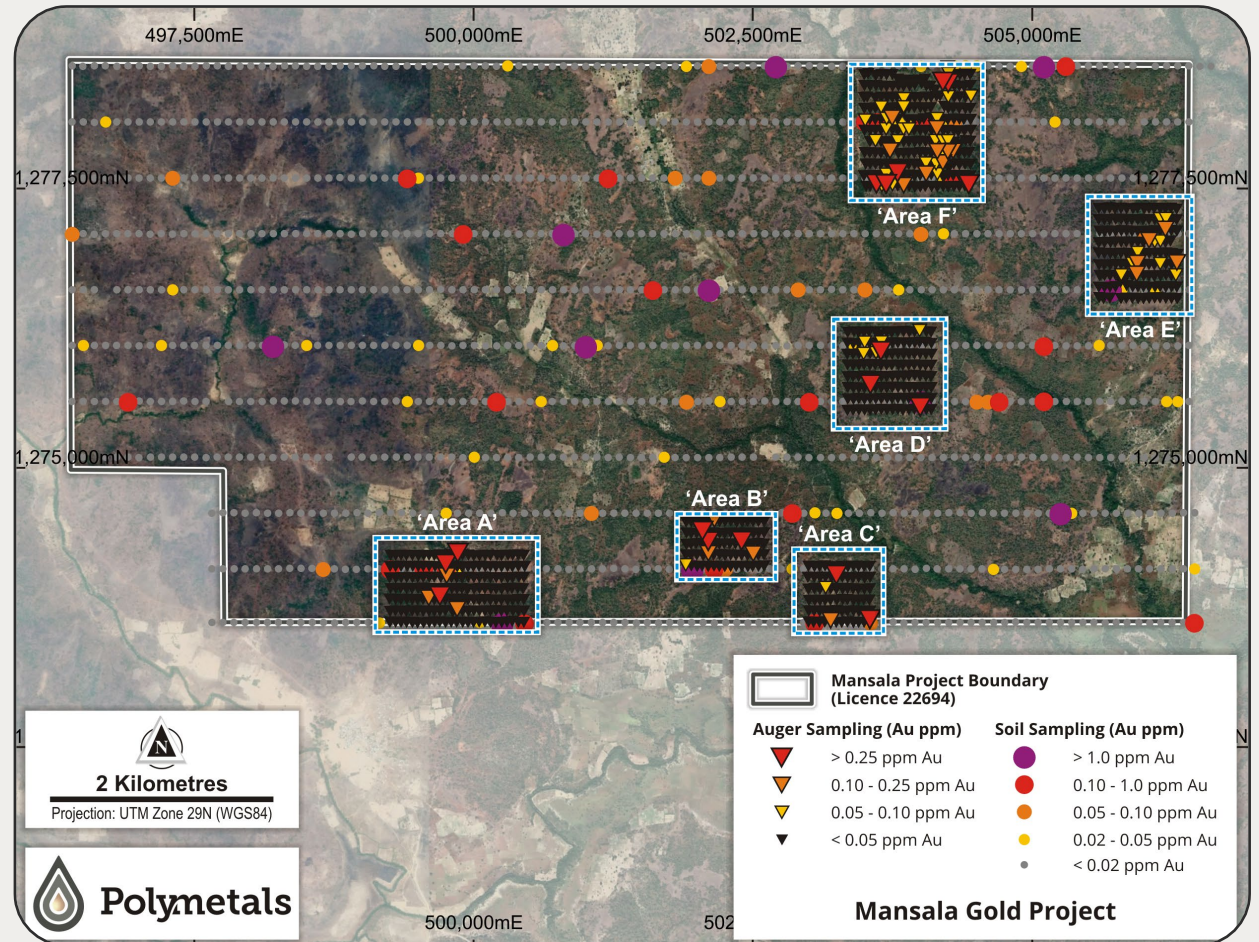 497,500mE 500,000mE 502,500mE 505,000mE
1,277,500mN 1,277,500mN
‘Area F’
‘Area E’
‘Area D’
1,275,000mN 1,275,000mN
‘Area B’
‘Area A’
‘Area C’
Mansala Project Boundary
(Licence 22694)
Auger Sampling (Au ppm) Soil Sampling (Au ppm)
> 0.25 ppm Au > 1.0 ppm Au
0.10 - 0.25 ppm Au 0.10 - 1.0 ppm Au
0.05 - 0.10 ppm Au 0.05 - 0.10 ppm Au
< 0.05 ppm Au 0.02 - 0.05 ppm Au
< 0.02 ppm Au
Mansala Gold Project
N
2 Kilometres
Projection: UTM Zone 29N (WGS84)
Polymetals
1 N
500,000mE 502